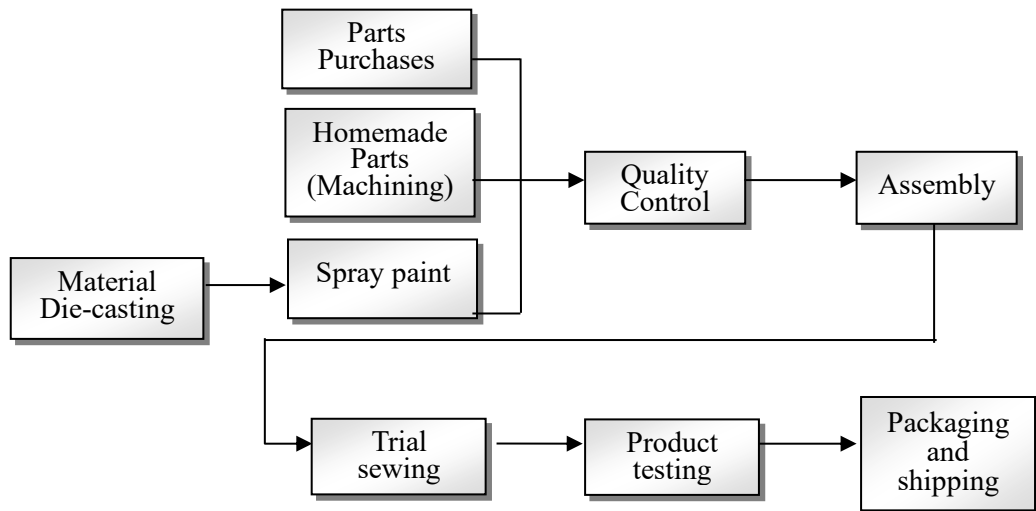 Parts
Purchases
Homemade
Parts
(Machining)
Quality
Control
Assembly
Material
Die-casting
Spray paint
Trial
sewing
Product
testing
Packaging
and
shipping